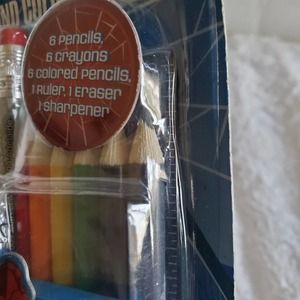 6 Pencils,
6 crayons
6 colored pencils,
1 Ruler, 1 Eraser
1 sharpener